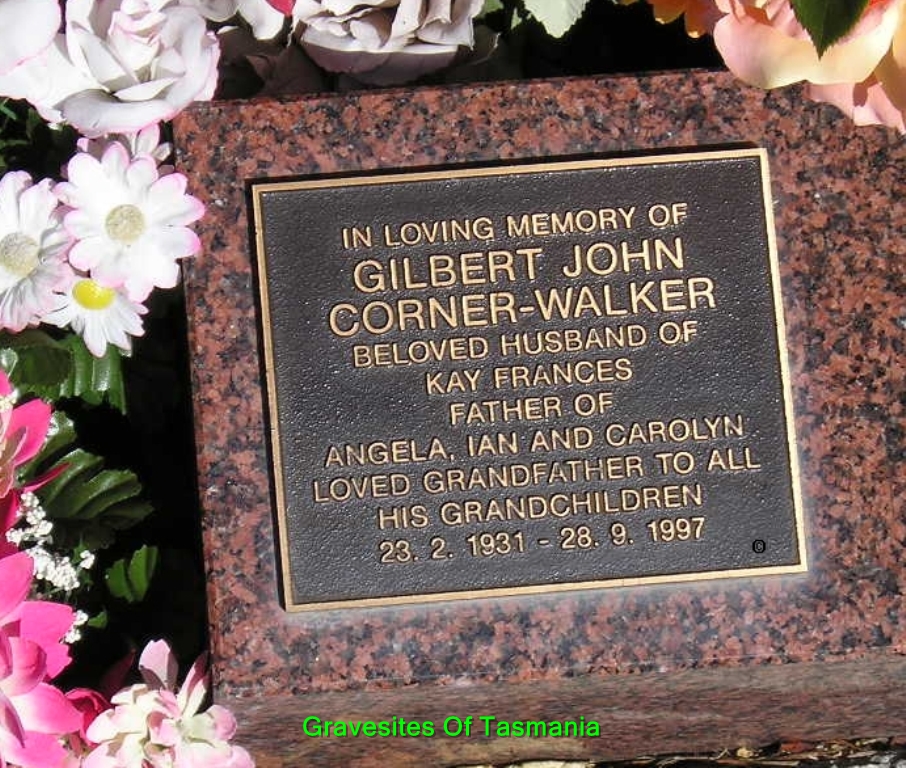 IN LOVING MEMORY OF
GILBERT JOHN
CORNER-WALKER
BELOVED HUSBAND OF
KAY FRANCES
FATHER OF
ANGELA, IAN AND CAROLYN
LOVED GRANDFATHER TO ALL
HIS GRANDCHILDREN
23. 2. 1931 - 28. 9. 1997
©
Gravesites Of Tasmania